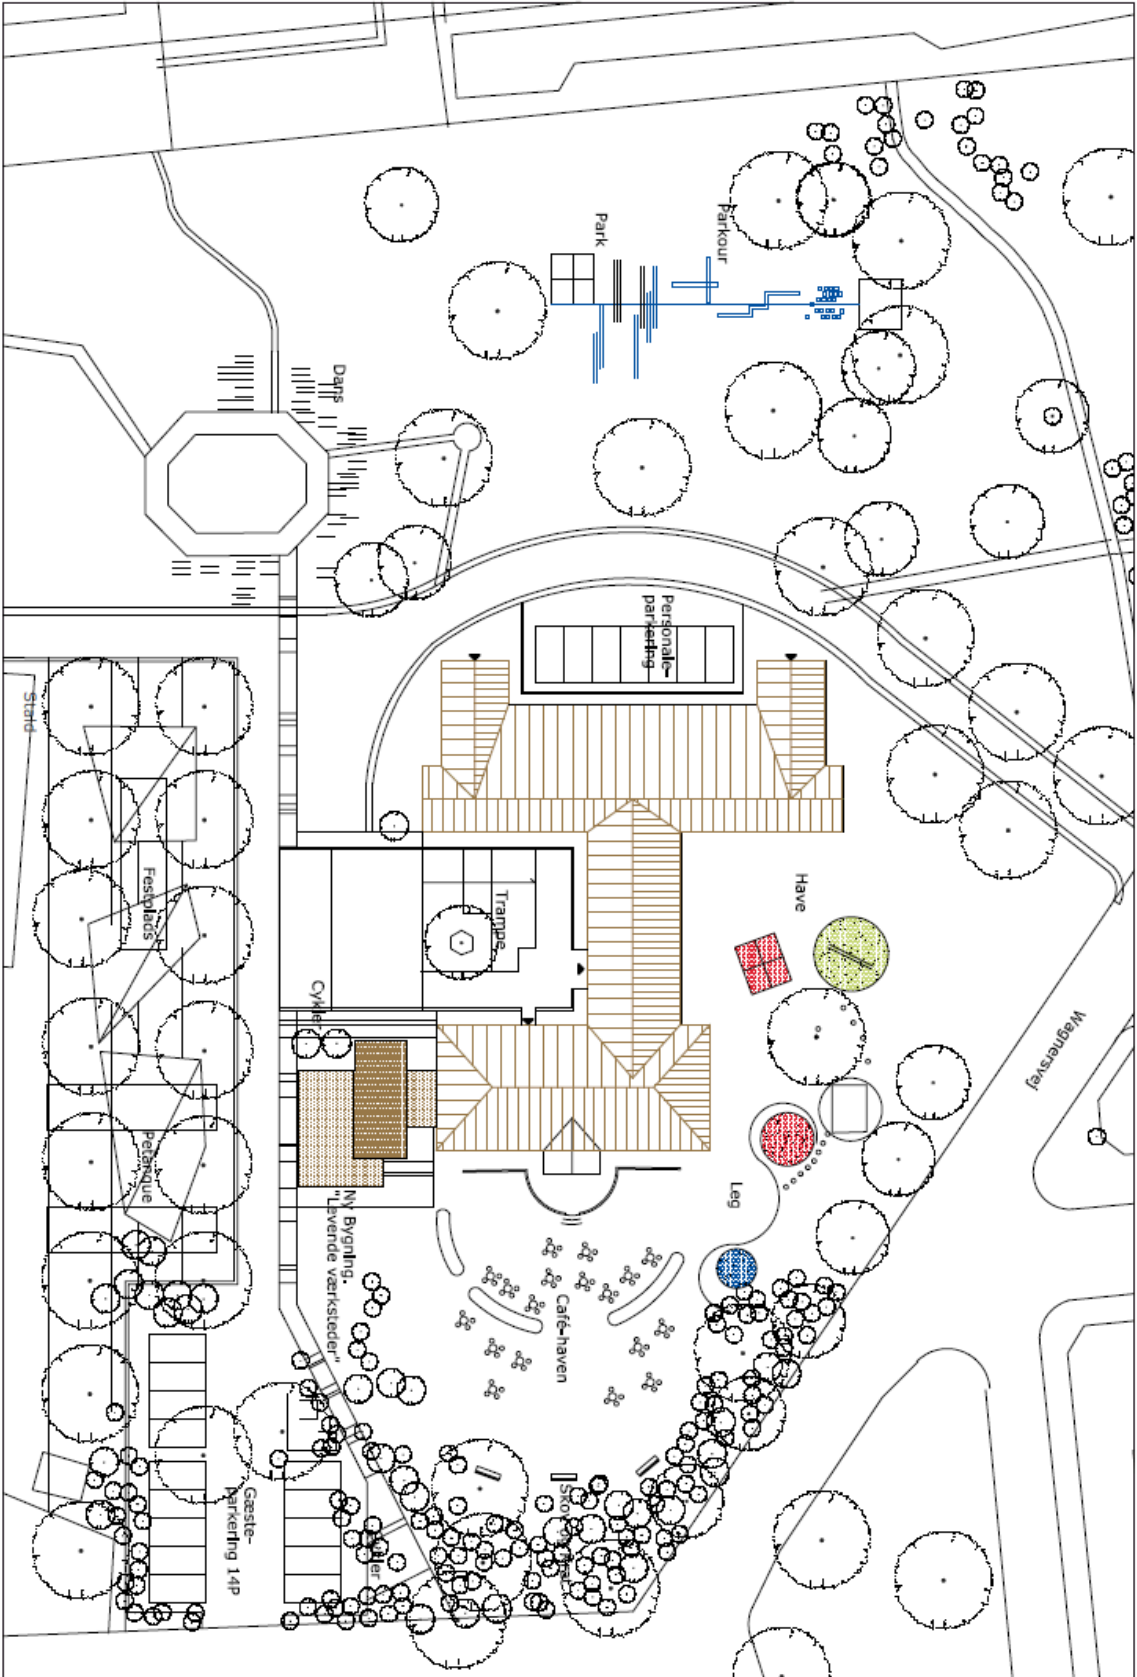 Park
Parkour
Dans
Personale-
parkering
Stald
Have
Trampe
Festplads
Cykler
Wagnersvej
Petanque
Leg
Ny Bygning.
"Levende værksteder"
Café-haven
Gæste-
parkering 14P